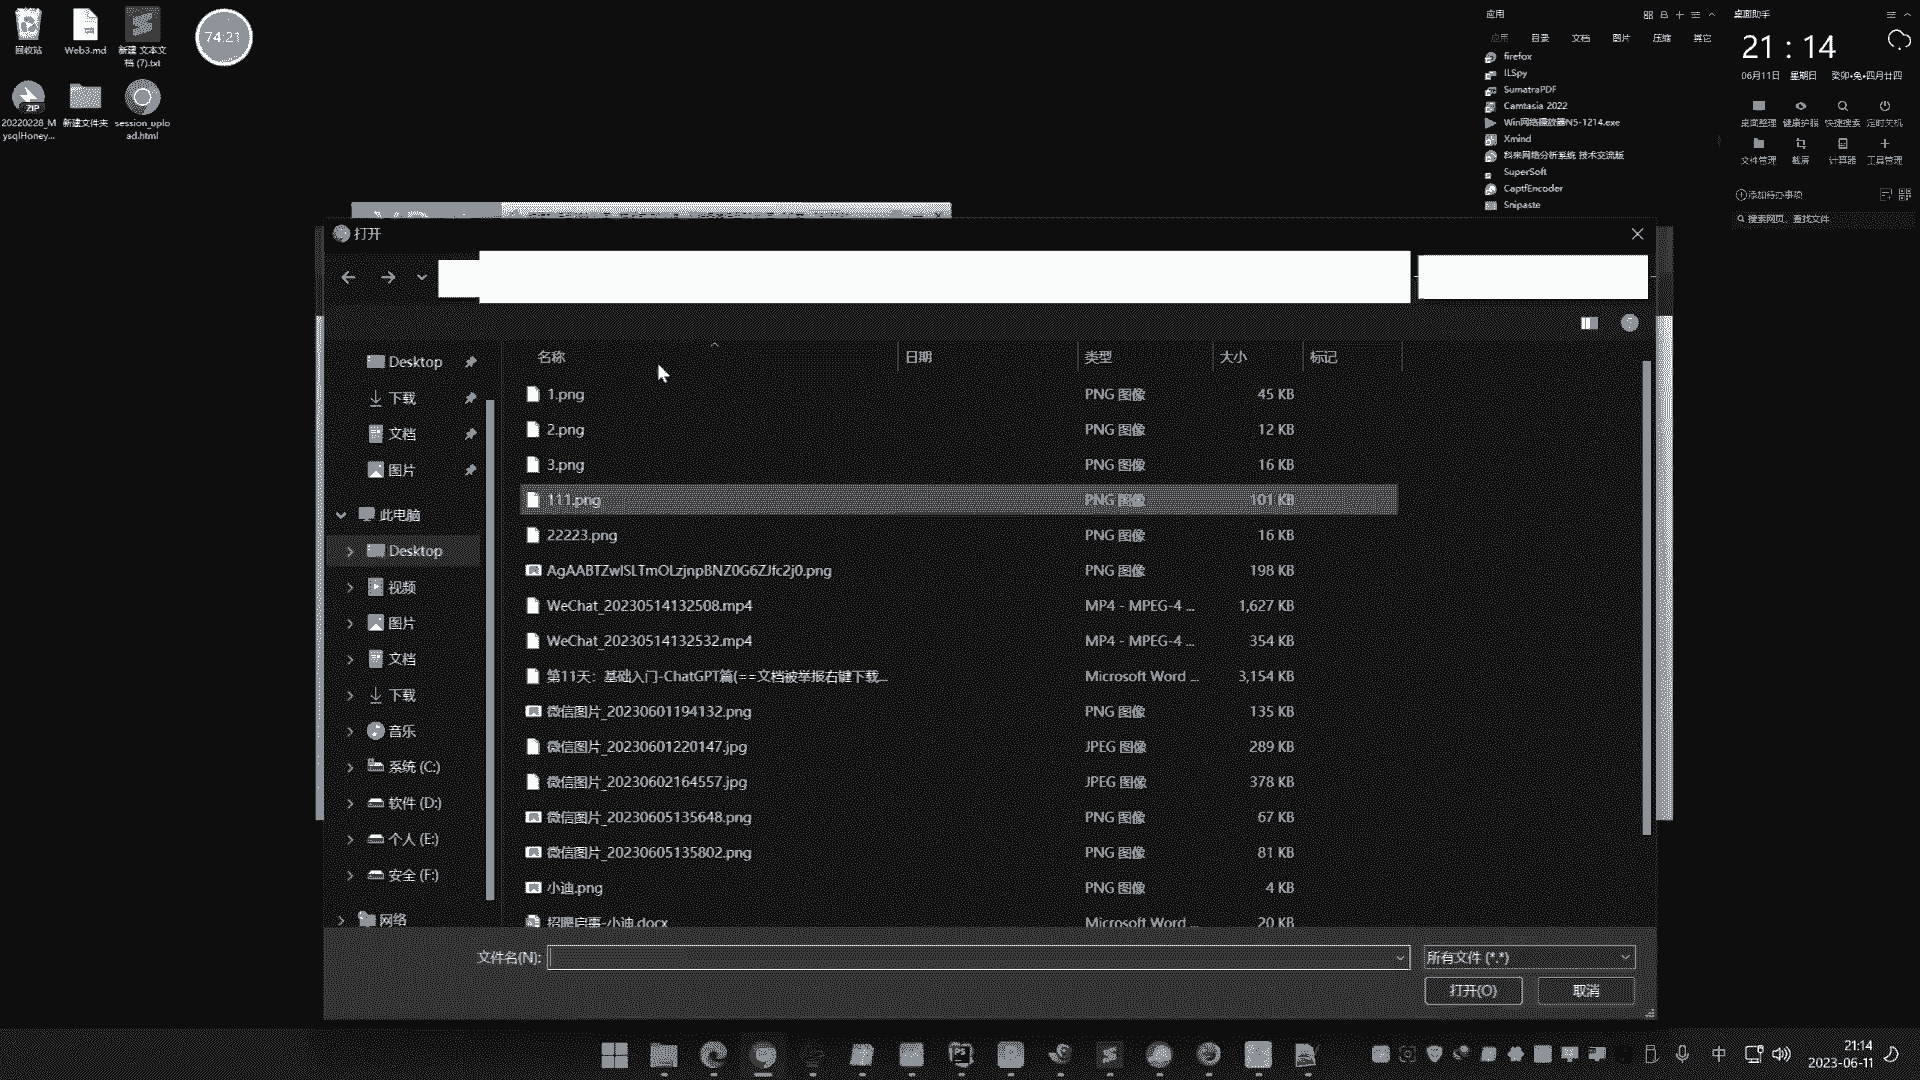 回收站
Web3.md
新建 文本文
档 (7).txt
74:21
ZIP
20220228_M
ysqlHoney...
新建文件夹
session_uplo
ad.html
应用
应用 目录 文档 图片 压缩 其它
firefox
ILSpy
SumatraPDF
Camtasia 2022
Win网络播放器N5-1214.exe
Xmind
科来网络分析系统 技术交流版
SuperSoft
CaptfEncoder
Snipaste
桌面助手
21 : 14
06月11日 星期日 癸卯•兔•四月廿四
桌面整理 健康护眼 快捷搜索 定时关机
文件管理 截屏 计算器 工具管理
添加待办事项
搜索网页、查找文件
打开
名称 日期 类型 大小 标记
Desktop
下载
文档
图片
此电脑
Desktop
视频
图片
文档
下载
音乐
系统 (C:)
软件 (D:)
个人 (E:)
安全 (F:)
网络
1.png PNG 图像 45 KB
2.png PNG 图像 12 KB
3.png PNG 图像 16 KB
111.png PNG 图像 101 KB
22223.png PNG 图像 16 KB
AgAABTZwlSLTmOLzjnpBNZ0G6ZJfc2j0.png PNG 图像 198 KB
WeChat_20230514132508.mp4 MP4 - MPEG-4 ... 1,627 KB
WeChat_20230514132532.mp4 MP4 - MPEG-4 ... 354 KB
第11天：基础入门-ChatGPT篇(==文档被举报右键下载... Microsoft Word ... 3,154 KB
微信图片_20230601194132.png PNG 图像 135 KB
微信图片_20230601220147.jpg JPEG 图像 289 KB
微信图片_20230602164557.jpg JPEG 图像 378 KB
微信图片_20230605135648.png PNG 图像 67 KB
微信图片_20230605135802.png PNG 图像 81 KB
小迪.png PNG 图像 4 KB
招聘启事-小迪.docx Microsoft Word ... 20 KB
文件名(N):
所有文件 (*.*)
打开(O) 取消
PS
中
21:14
2023-06-11